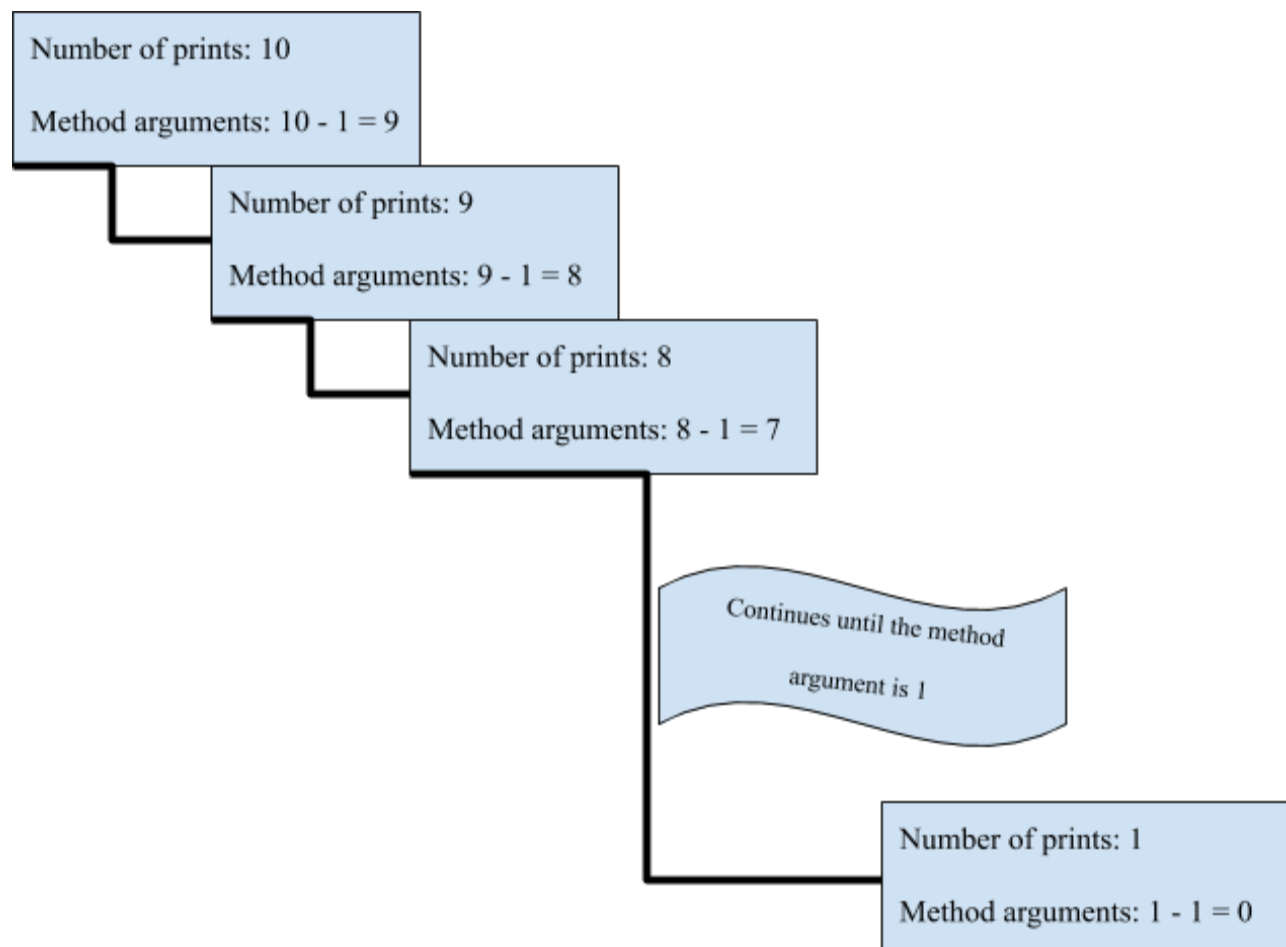 Number of prints: 10
Method arguments: 10 - 1 = 9
Number of prints: 9
Method arguments: 9 - 1 = 8
Number of prints: 8
Method arguments: 8 - 1 = 7
Continues until the method
argument is 1
Number of prints: 1
Method arguments: 1 - 1 = 0